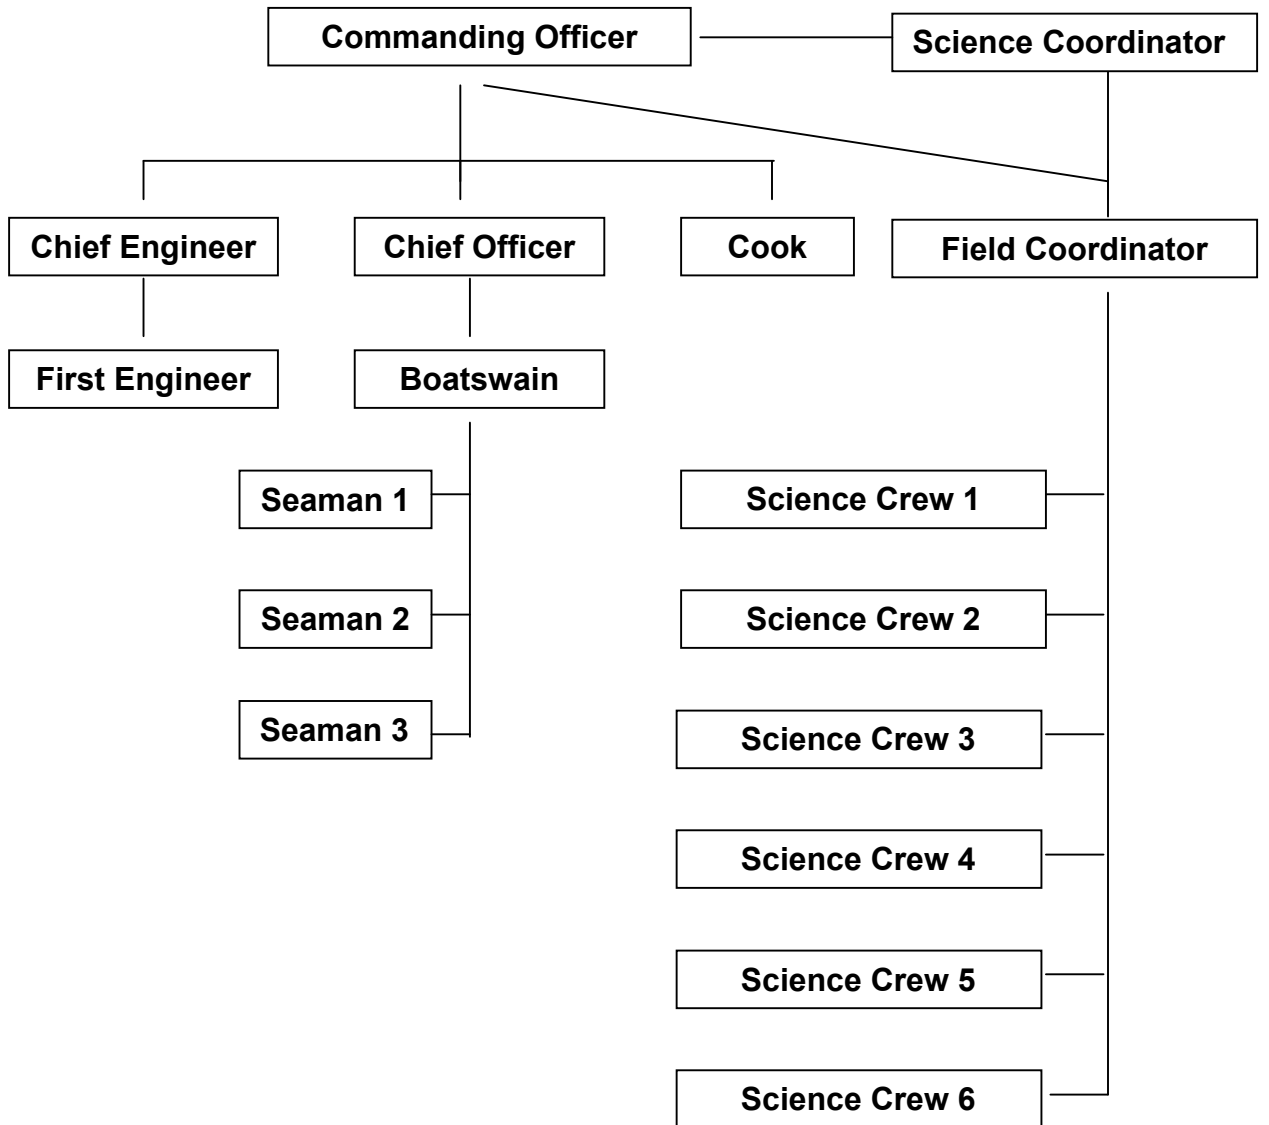 Commanding Officer
Science Coordinator
Chief Engineer
Chief Officer
Cook
Field Coordinator
First Engineer
Boatswain
Seaman 1
Science Crew 1
Seaman 2
Science Crew 2
Seaman 3
Science Crew 3
Science Crew 4
Science Crew 5
Science Crew 6